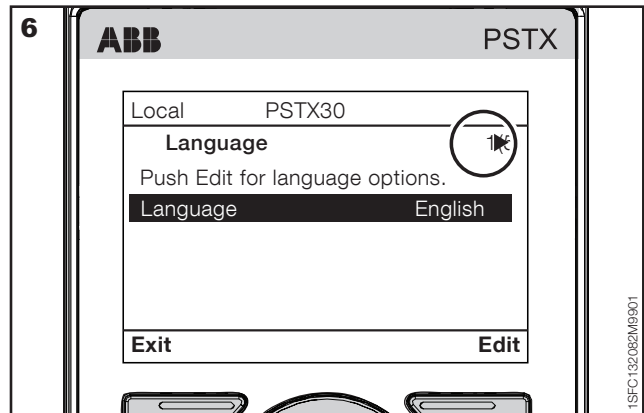 6
ABB PSTX
Local PSTX30
Language
Push Edit for language options.
Language English
Exit Edit
1SFC132082M9901